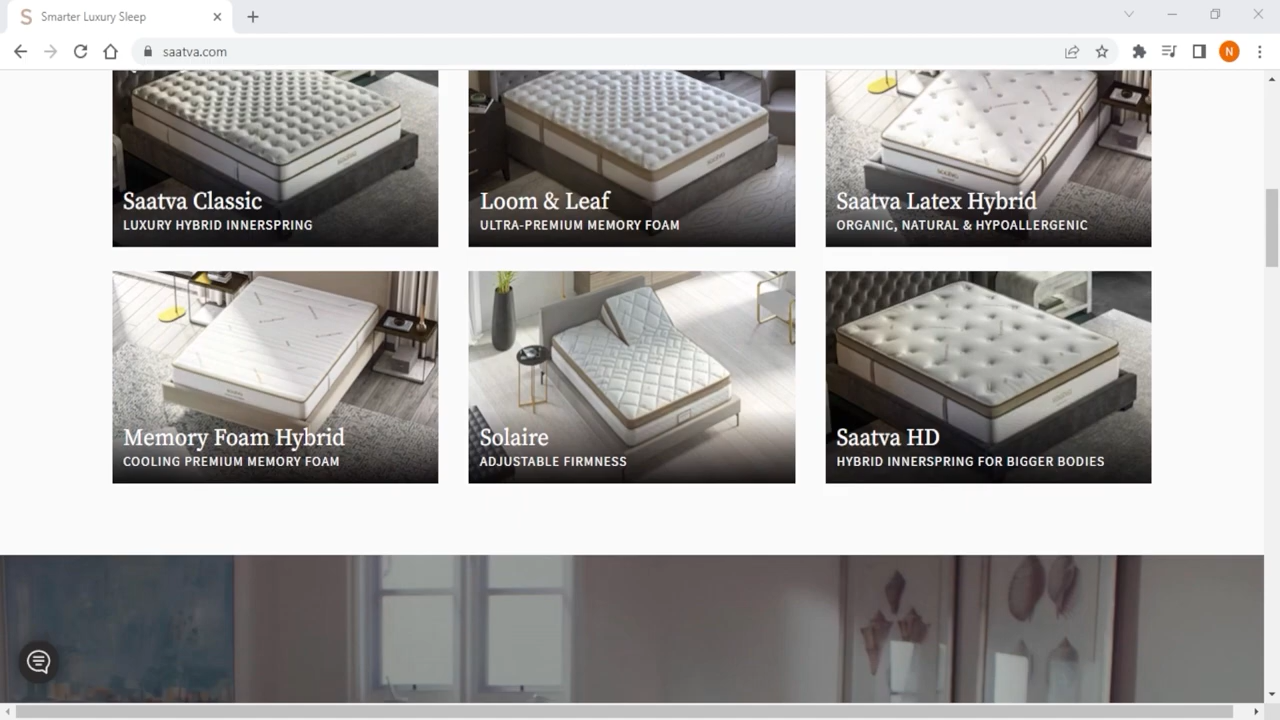 Smarter Luxury Sleep
saatva.com
N
Saatva Classic
LUXURY HYBRID INNERSPRING
Loom & Leaf
ULTRA-PREMIUM MEMORY FOAM
Saatva Latex Hybrid
ORGANIC, NATURAL & HYPOALLERGENIC
Memory Foam Hybrid
COOLING PREMIUM MEMORY FOAM
Solaire
ADJUSTABLE FIRMNESS
Saatva HD
HYBRID INNERSPRING FOR BIGGER BODIES